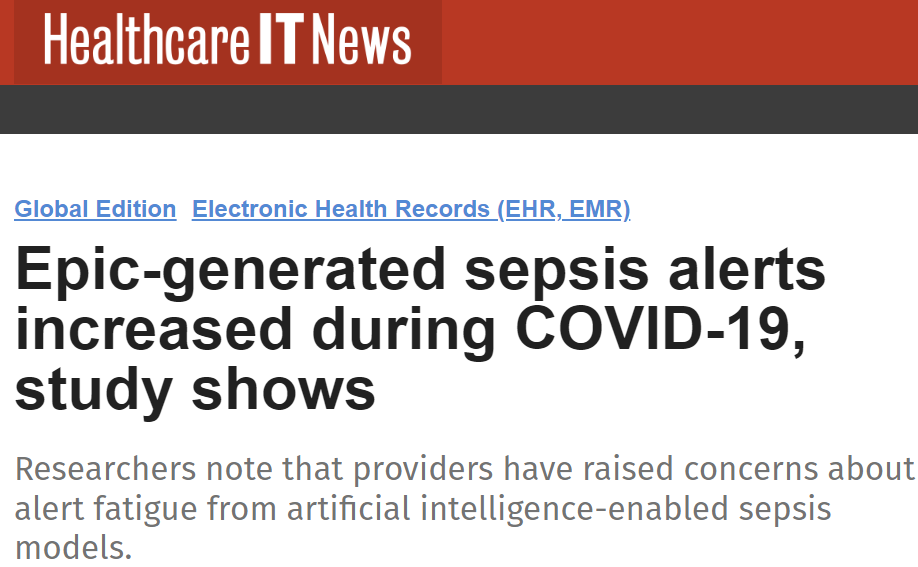 Healthcare IT News
Global Edition Electronic Health Records (EHR, EMR)
Epic-generated sepsis alerts
increased during COVID-19,
study shows
Researchers note that providers have raised concerns about
alert fatigue from artificial intelligence-enabled sepsis
models.